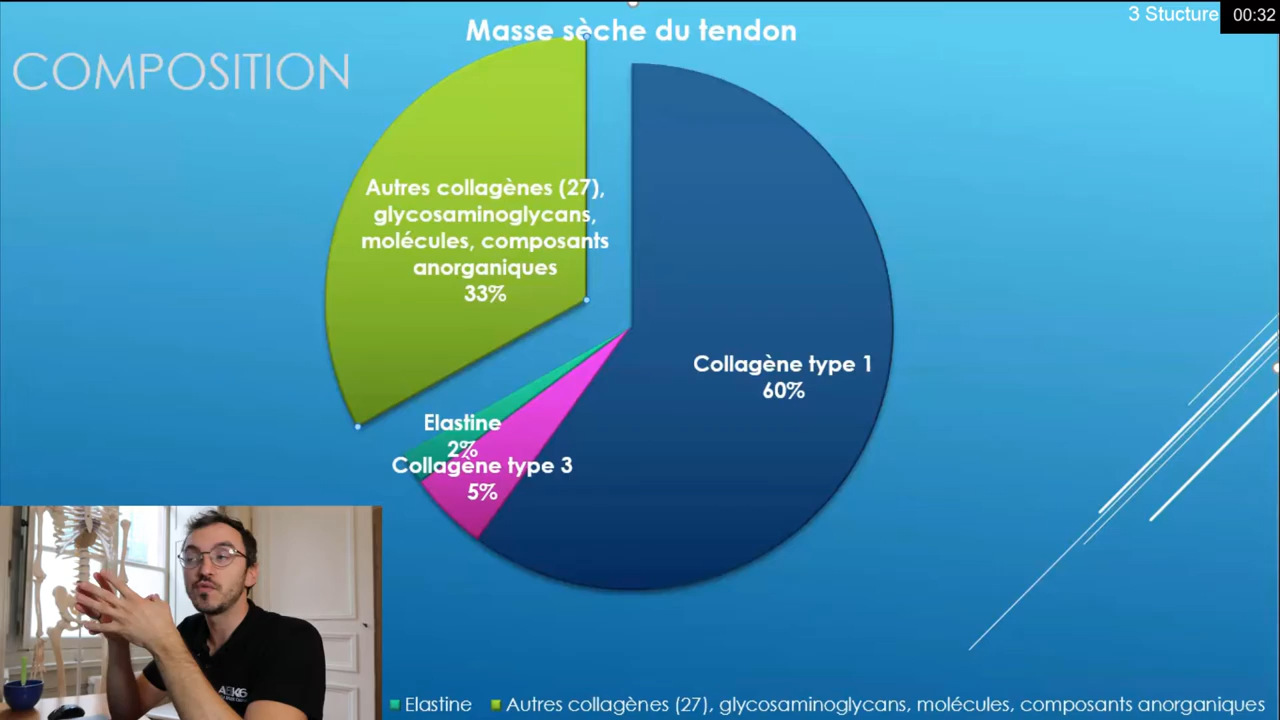 3 Stucture
00:32
Masse sèche du tendon
COMPOSITION
Autres collagènes (27),
glycosaminoglycans,
molécules, composants
anorganiques
33%
Collagène type 1
60%
Elastine
2%
Collagène type 3
5%
Elastine
Autres collagènes (27), glycosaminoglycans, molécules, composants anorganiques